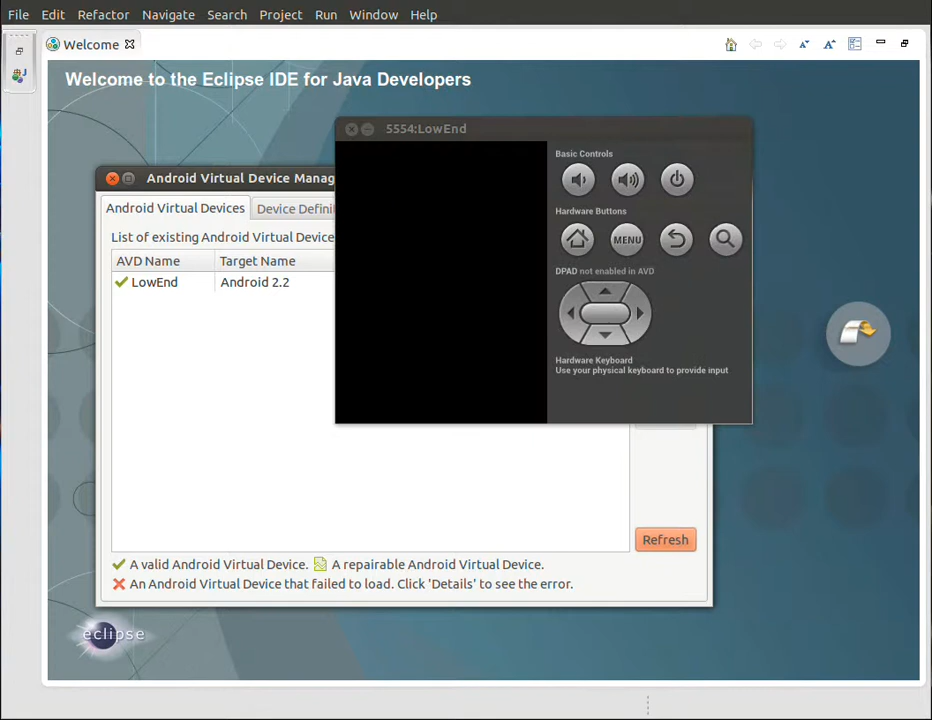 File Edit Refactor Navigate Search Project Run Window Help
Welcome
Welcome to the Eclipse IDE for Java Developers
5554:LowEnd
Basic Controls
Hardware Buttons
MENU
DPAD not enabled in AVD
Hardware Keyboard
Use your physical keyboard to provide input
Android Virtual Device Manag
Android Virtual Devices Device Defini
List of existing Android Virtual Device
AVD Name Target Name
LowEnd Android 2.2
Refresh
A valid Android Virtual Device. A repairable Android Virtual Device.
An Android Virtual Device that failed to load. Click 'Details' to see the error.
eclipse